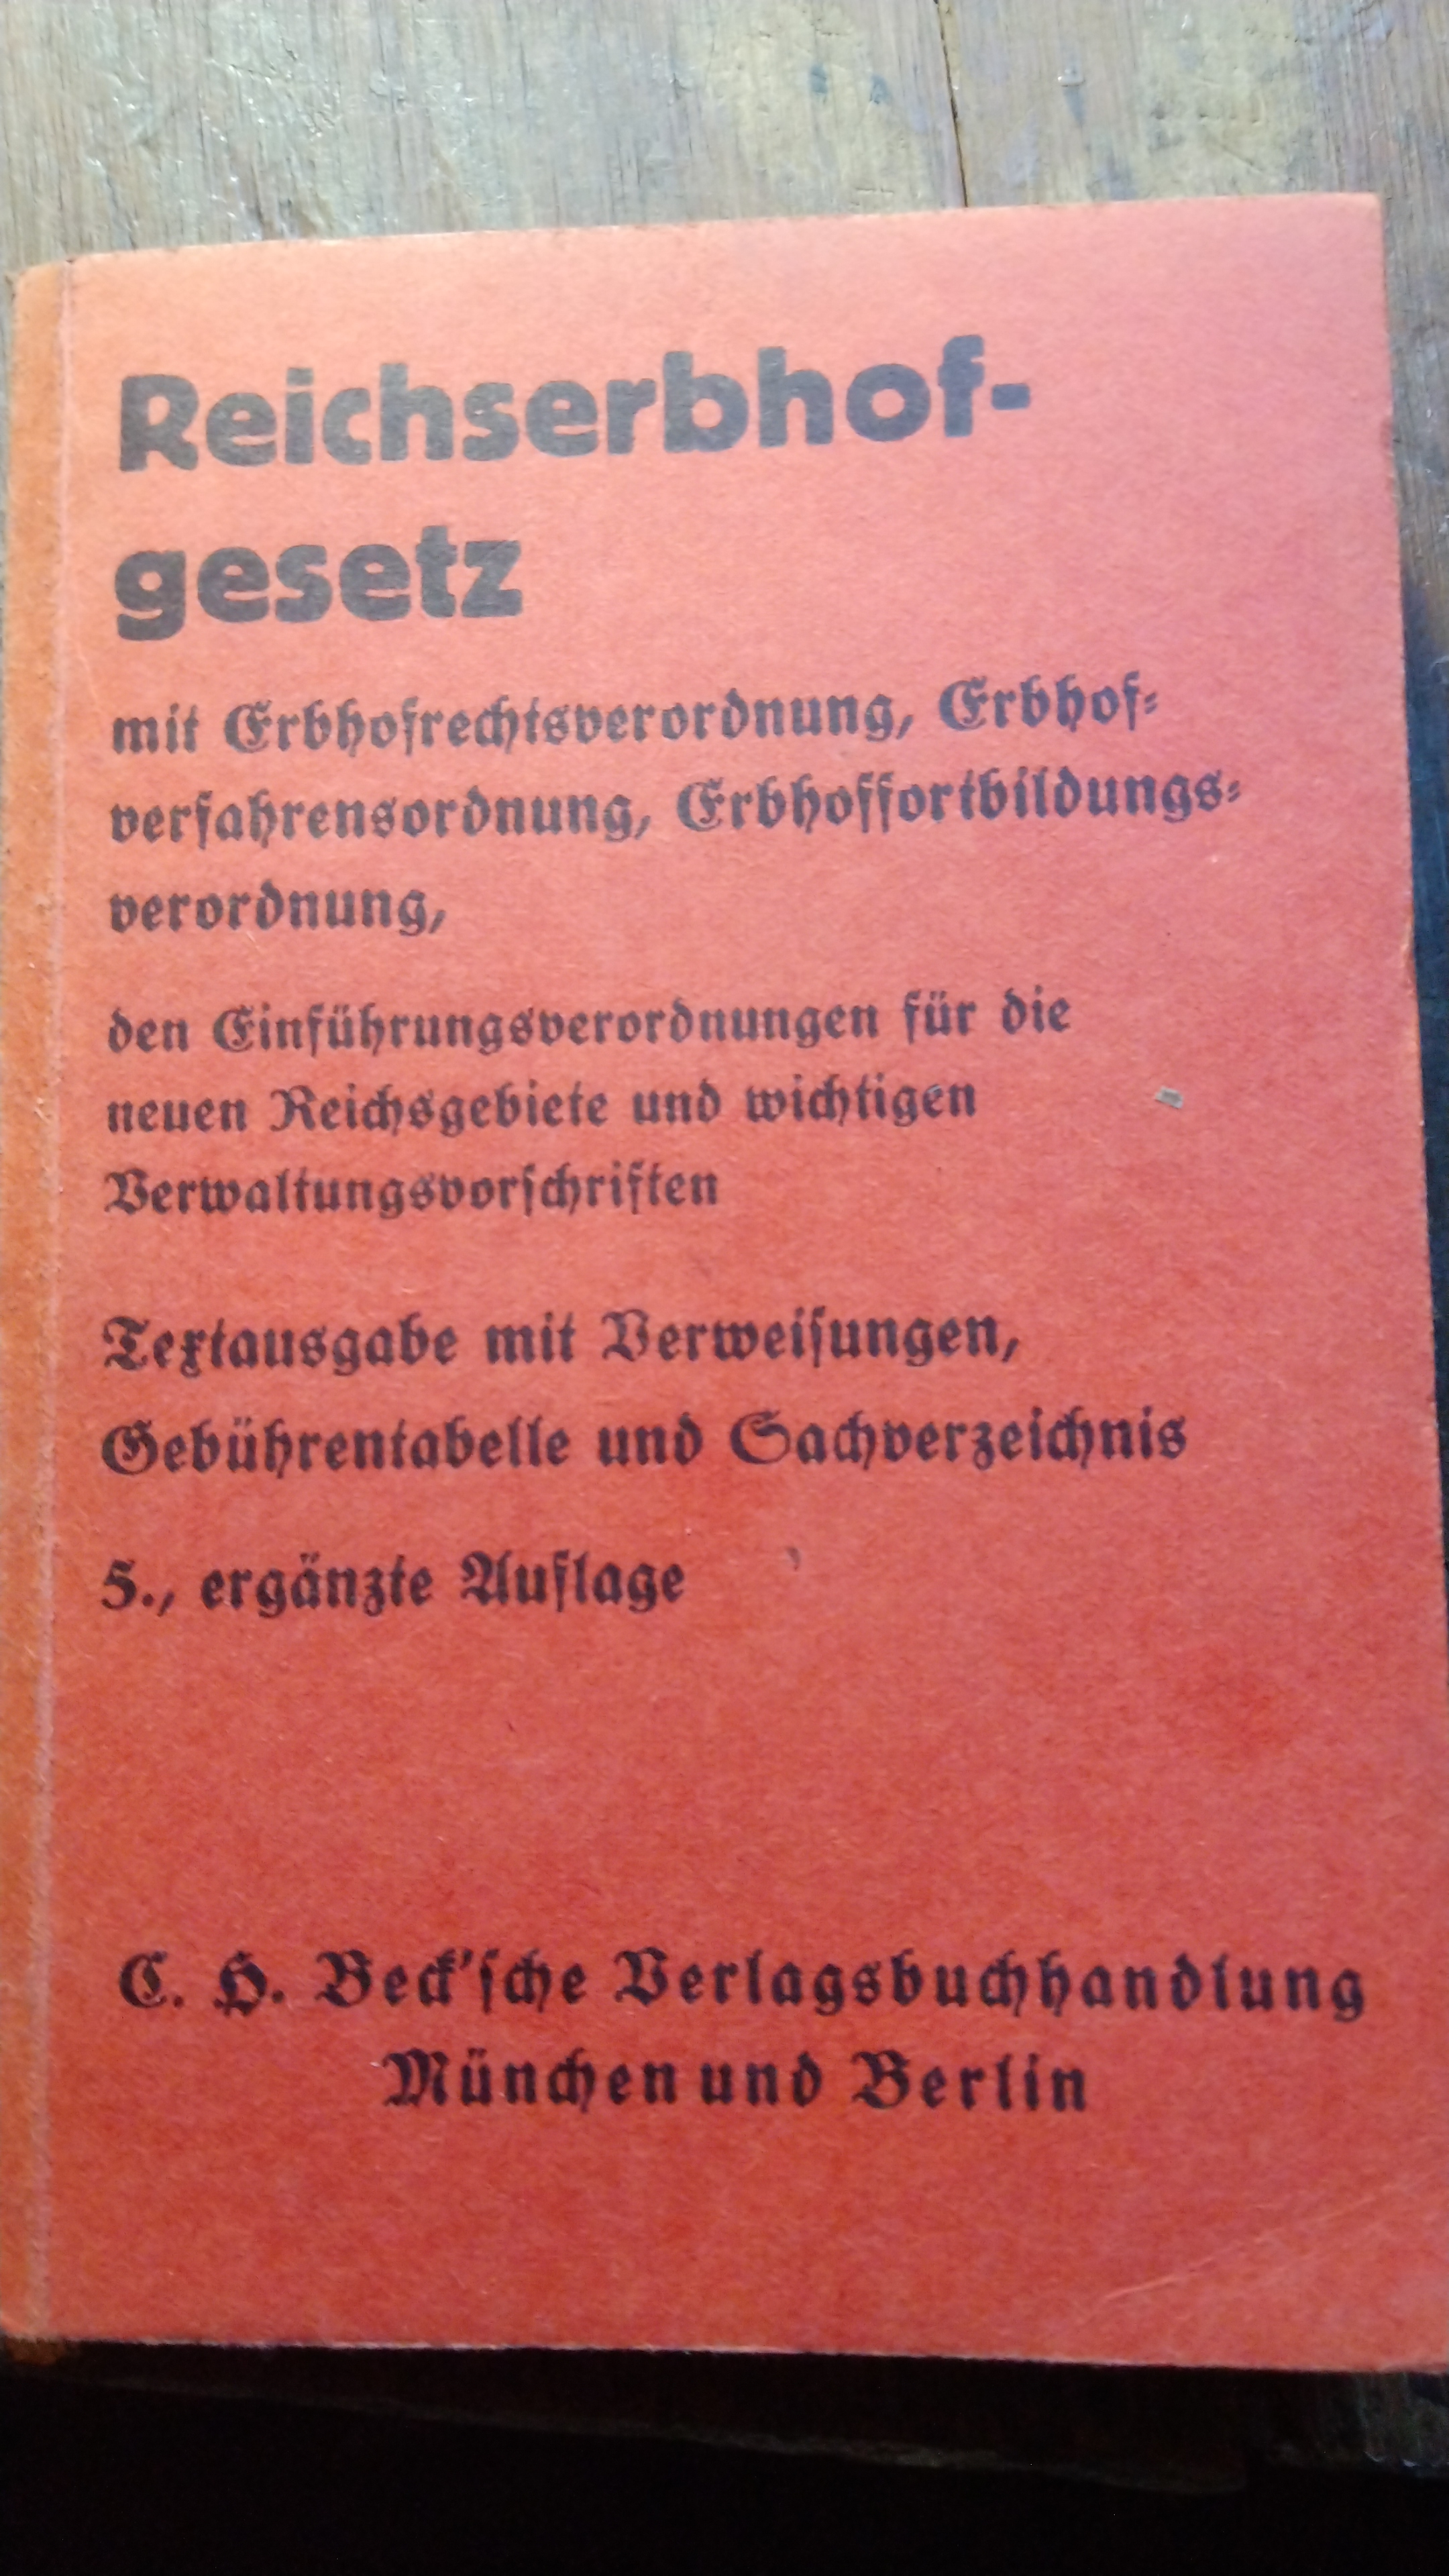 Reichserbhof-
gesetz
mit Erbhofrechtsverordnung, Erbhof-
verfahrensordnung, Erbhoffortbildungs-
verordnung,
den Einführungsverordnungen für die
neuen Reichsgebiete und wichtigen
Verwaltungsvorschriften
Textausgabe mit Verweisungen,
Gebührentabelle und Sachverzeichnis
5., ergänzte Auflage
C. H. Beck'sche Verlagsbuchhandlung
München und Berlin